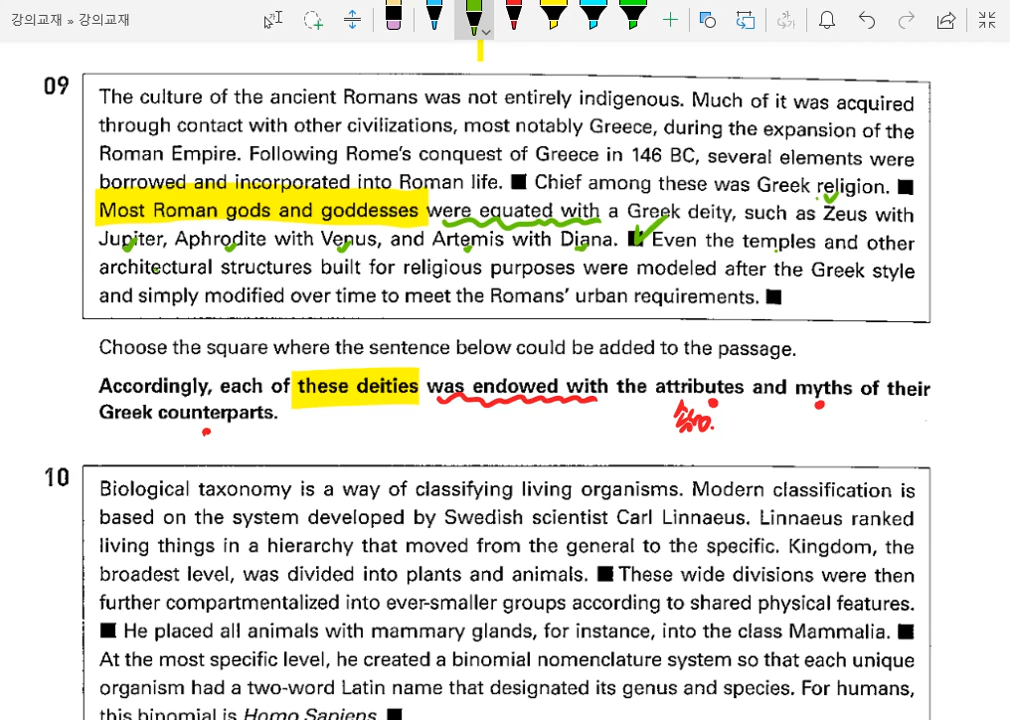 강의교재 » 강의교재
09
The culture of the ancient Romans was not entirely indigenous. Much of it was acquired
through contact with other civilizations, most notably Greece, during the expansion of the
Roman Empire. Following Rome's conquest of Greece in 146 BC, several elements were
borrowed and incorporated into Roman life. ■ Chief among these was Greek religion. ■
Most Roman gods and goddesses were equated with a Greek deity, such as Zeus with
Jupiter, Aphrodite with Venus, and Artemis with Diana. ■ Even the temples and other
architectural structures built for religious purposes were modeled after the Greek style
and simply modified over time to meet the Romans' urban requirements. ■
Choose the square where the sentence below could be added to the passage.
Accordingly, each of these deities was endowed with the attributes and myths of their
Greek counterparts.
속성.
10
Biological taxonomy is a way of classifying living organisms. Modern classification is
based on the system developed by Swedish scientist Carl Linnaeus. Linnaeus ranked
living things in a hierarchy that moved from the general to the specific. Kingdom, the
broadest level, was divided into plants and animals. ■ These wide divisions were then
further compartmentalized into ever-smaller groups according to shared physical features.
■ He placed all animals with mammary glands, for instance, into the class Mammalia. ■
At the most specific level, he created a binomial nomenclature system so that each unique
organism had a two-word Latin name that designated its genus and species. For humans,
this binomial is Homo Sapiens. ■